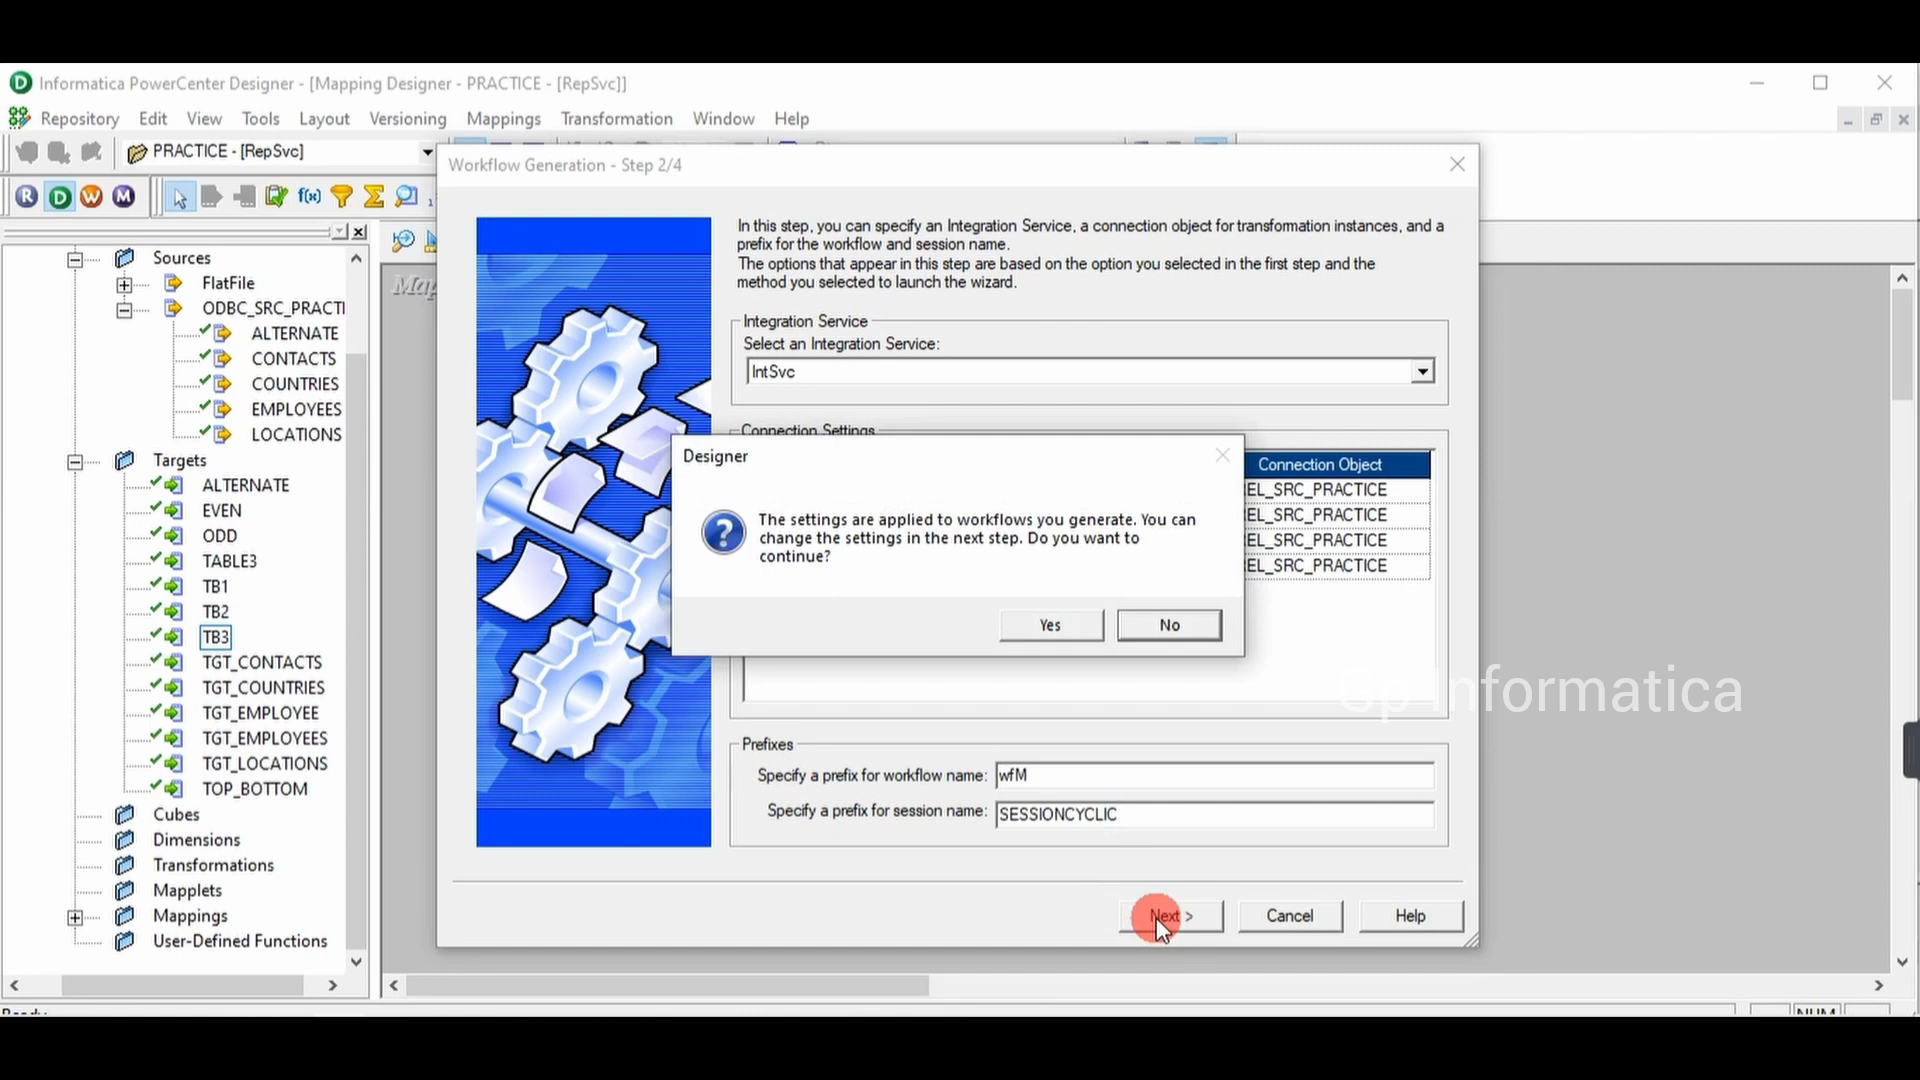 Informatica PowerCenter Designer - [Mapping Designer - PRACTICE - [RepSvc]]
Repository Edit View Tools Layout Versioning Mappings Transformation Window Help
PRACTICE - [RepSvc]
R D W M f(x)
Workflow Generation - Step 2/4
In this step, you can specify an Integration Service, a connection object for transformation instances, and a
prefix for the workflow and session name.
The options that appear in this step are based on the option you selected in the first step and the
method you selected to launch the wizard.
Integration Service
Select an Integration Service:
IntSvc
Connection Settings
Connection Object
EL_SRC_PRACTICE
EL_SRC_PRACTICE
EL_SRC_PRACTICE
EL_SRC_PRACTICE
Designer
The settings are applied to workflows you generate. You can
change the settings in the next step. Do you want to
continue?
Yes No
Prefixes
Specify a prefix for workflow name: wfM
Specify a prefix for session name: SESSIONCYCLIC
Next > Cancel Help
Sources
FlatFile
ODBC_SRC_PRACTI
ALTERNATE
CONTACTS
COUNTRIES
EMPLOYEES
LOCATIONS
Targets
ALTERNATE
EVEN
ODD
TABLE3
TB1
TB2
TB3
TGT_CONTACTS
TGT_COUNTRIES
TGT_EMPLOYEE
TGT_EMPLOYEES
TGT_LOCATIONS
TOP_BOTTOM
Cubes
Dimensions
Transformations
Mapplets
Mappings
User-Defined Functions
Map
Gp Informatica
Ready
NUM